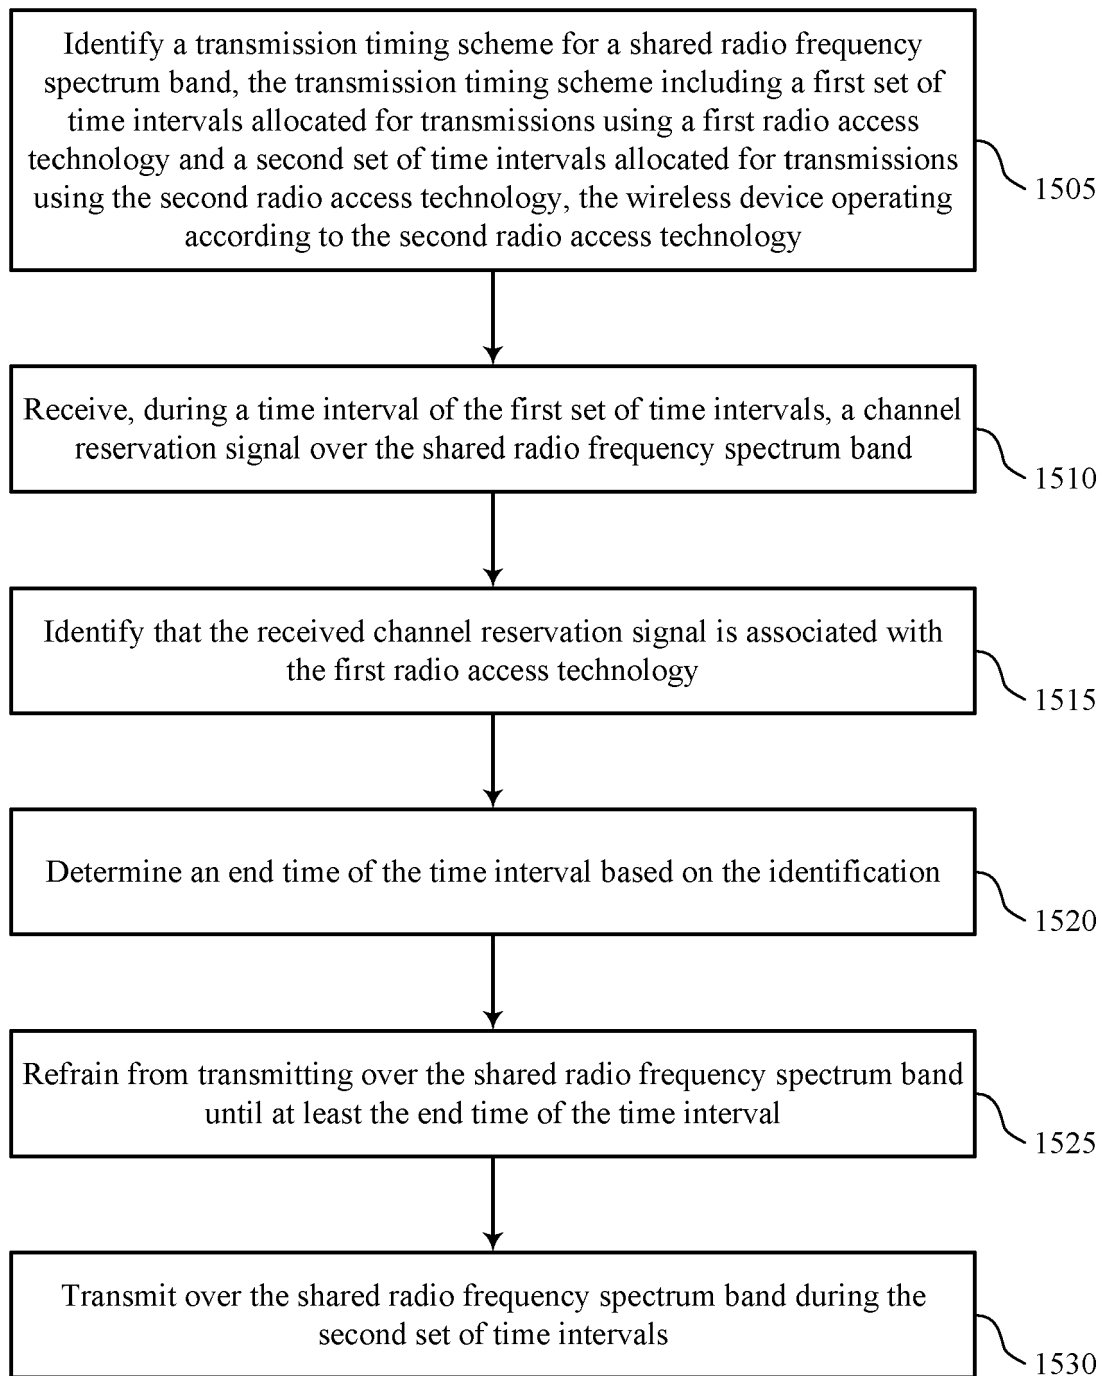 Identify a transmission timing scheme for a shared radio frequency
spectrum band, the transmission timing scheme including a first set of
time intervals allocated for transmissions using a first radio access
technology and a second set of time intervals allocated for transmissions
using the second radio access technology, the wireless device operating
according to the second radio access technology
1505
Receive, during a time interval of the first set of time intervals, a channel
reservation signal over the shared radio frequency spectrum band
1510
Identify that the received channel reservation signal is associated with
the first radio access technology
1515
Determine an end time of the time interval based on the identification
1520
Refrain from transmitting over the shared radio frequency spectrum band
until at least the end time of the time interval
1525
Transmit over the shared radio frequency spectrum band during the
second set of time intervals
1530